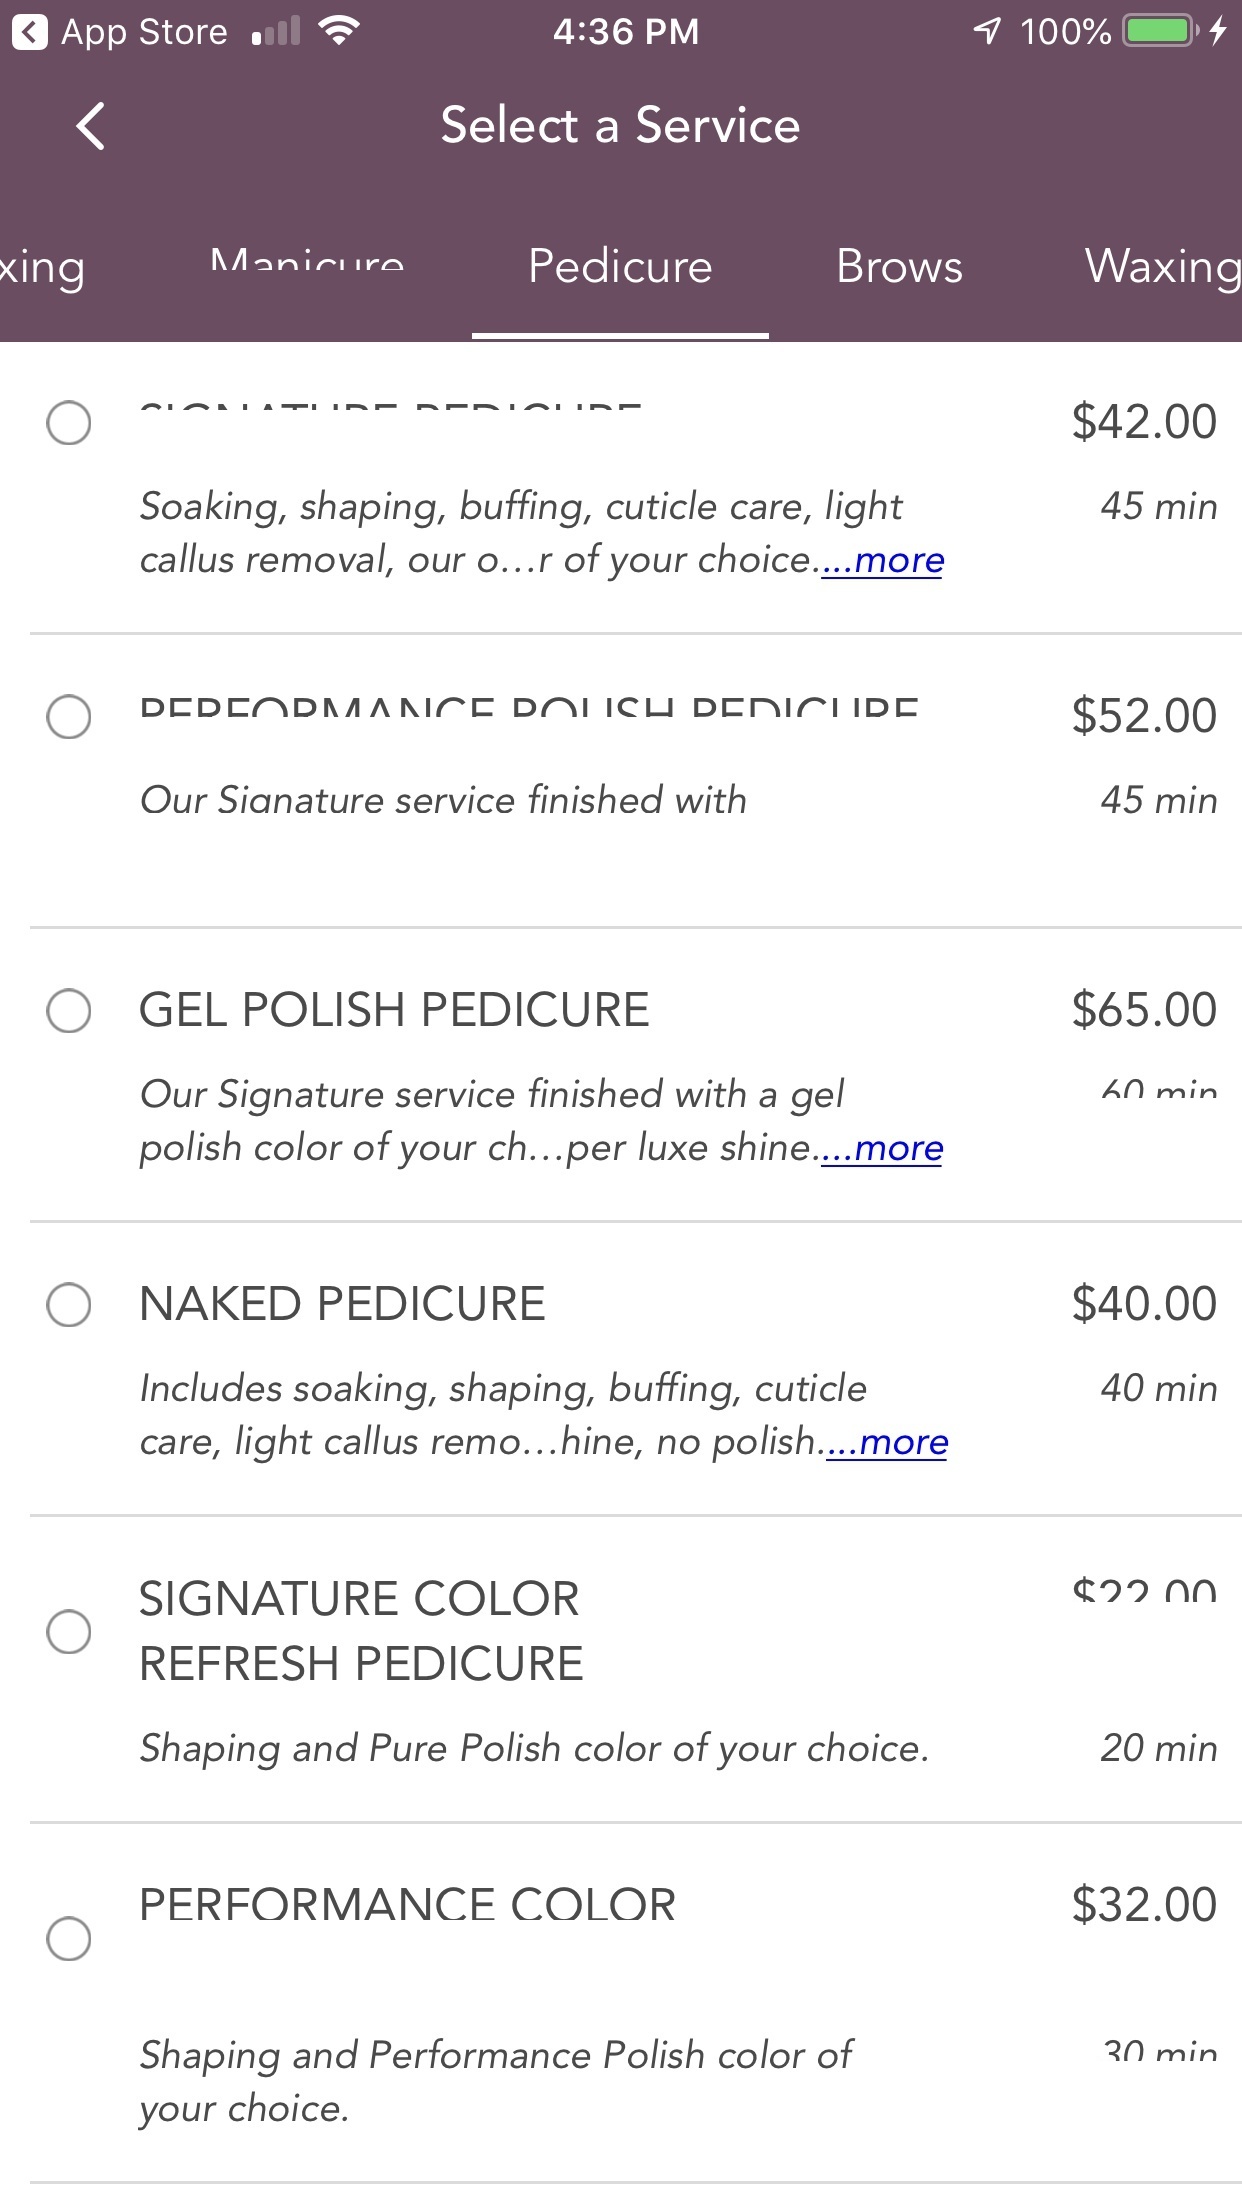 App Store
4:36 PM
100%
Select a Service
xing Manicure Pedicure Brows Waxing
SIGNATURE PEDICURE $42.00
Soaking, shaping, buffing, cuticle care, light 45 min
callus removal, our o...r of your choice....more
PERFORMANCE POLISH PEDICURE $52.00
Our Signature service finished with 45 min
GEL POLISH PEDICURE $65.00
Our Signature service finished with a gel 60 min
polish color of your ch...per luxe shine....more
NAKED PEDICURE $40.00
Includes soaking, shaping, buffing, cuticle 40 min
care, light callus remo...hine, no polish....more
SIGNATURE COLOR $22.00
REFRESH PEDICURE
Shaping and Pure Polish color of your choice. 20 min
PERFORMANCE COLOR $32.00
Shaping and Performance Polish color of 30 min
your choice.